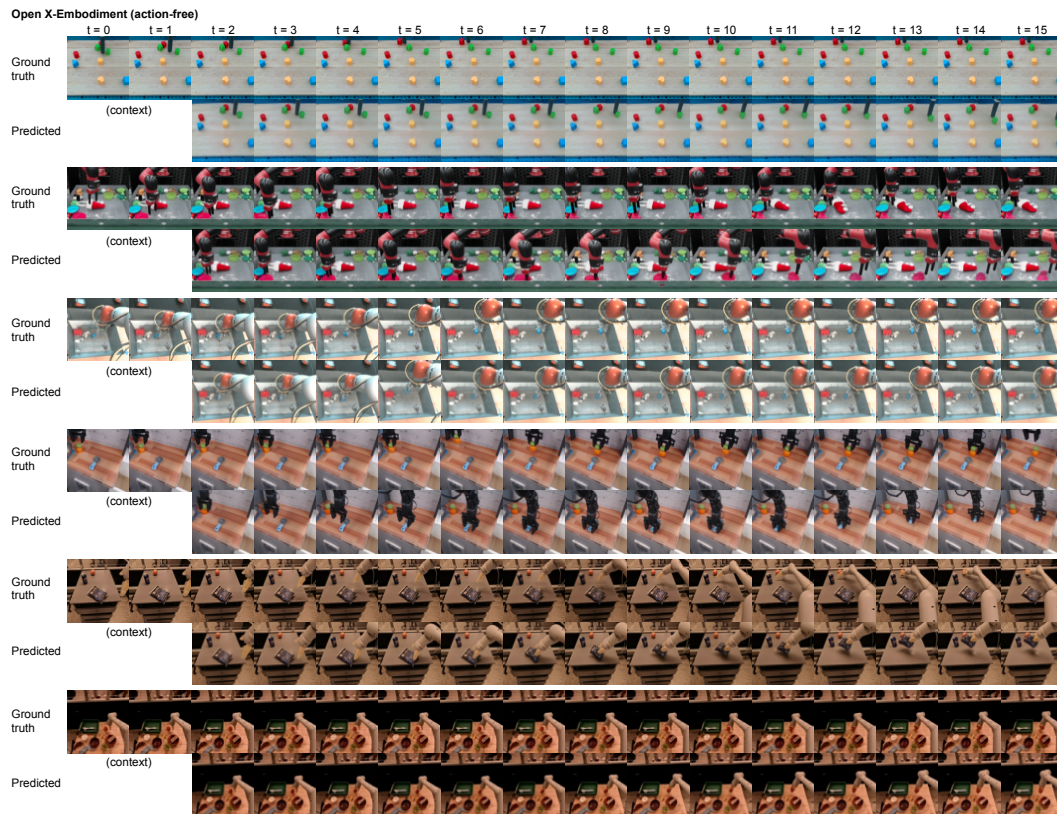 Open X-Embodiment (action-free)
t = 0 t = 1 t = 2 t = 3 t = 4 t = 5 t = 6 t = 7 t = 8 t = 9 t = 10 t = 11 t = 12 t = 13 t = 14 t = 15
Ground
truth
(context)
Predicted
Ground
truth
(context)
Predicted
Ground
truth
(context)
Predicted
Ground
truth
(context)
Predicted
Ground
truth
(context)
Predicted
Ground
truth
(context)
Predicted